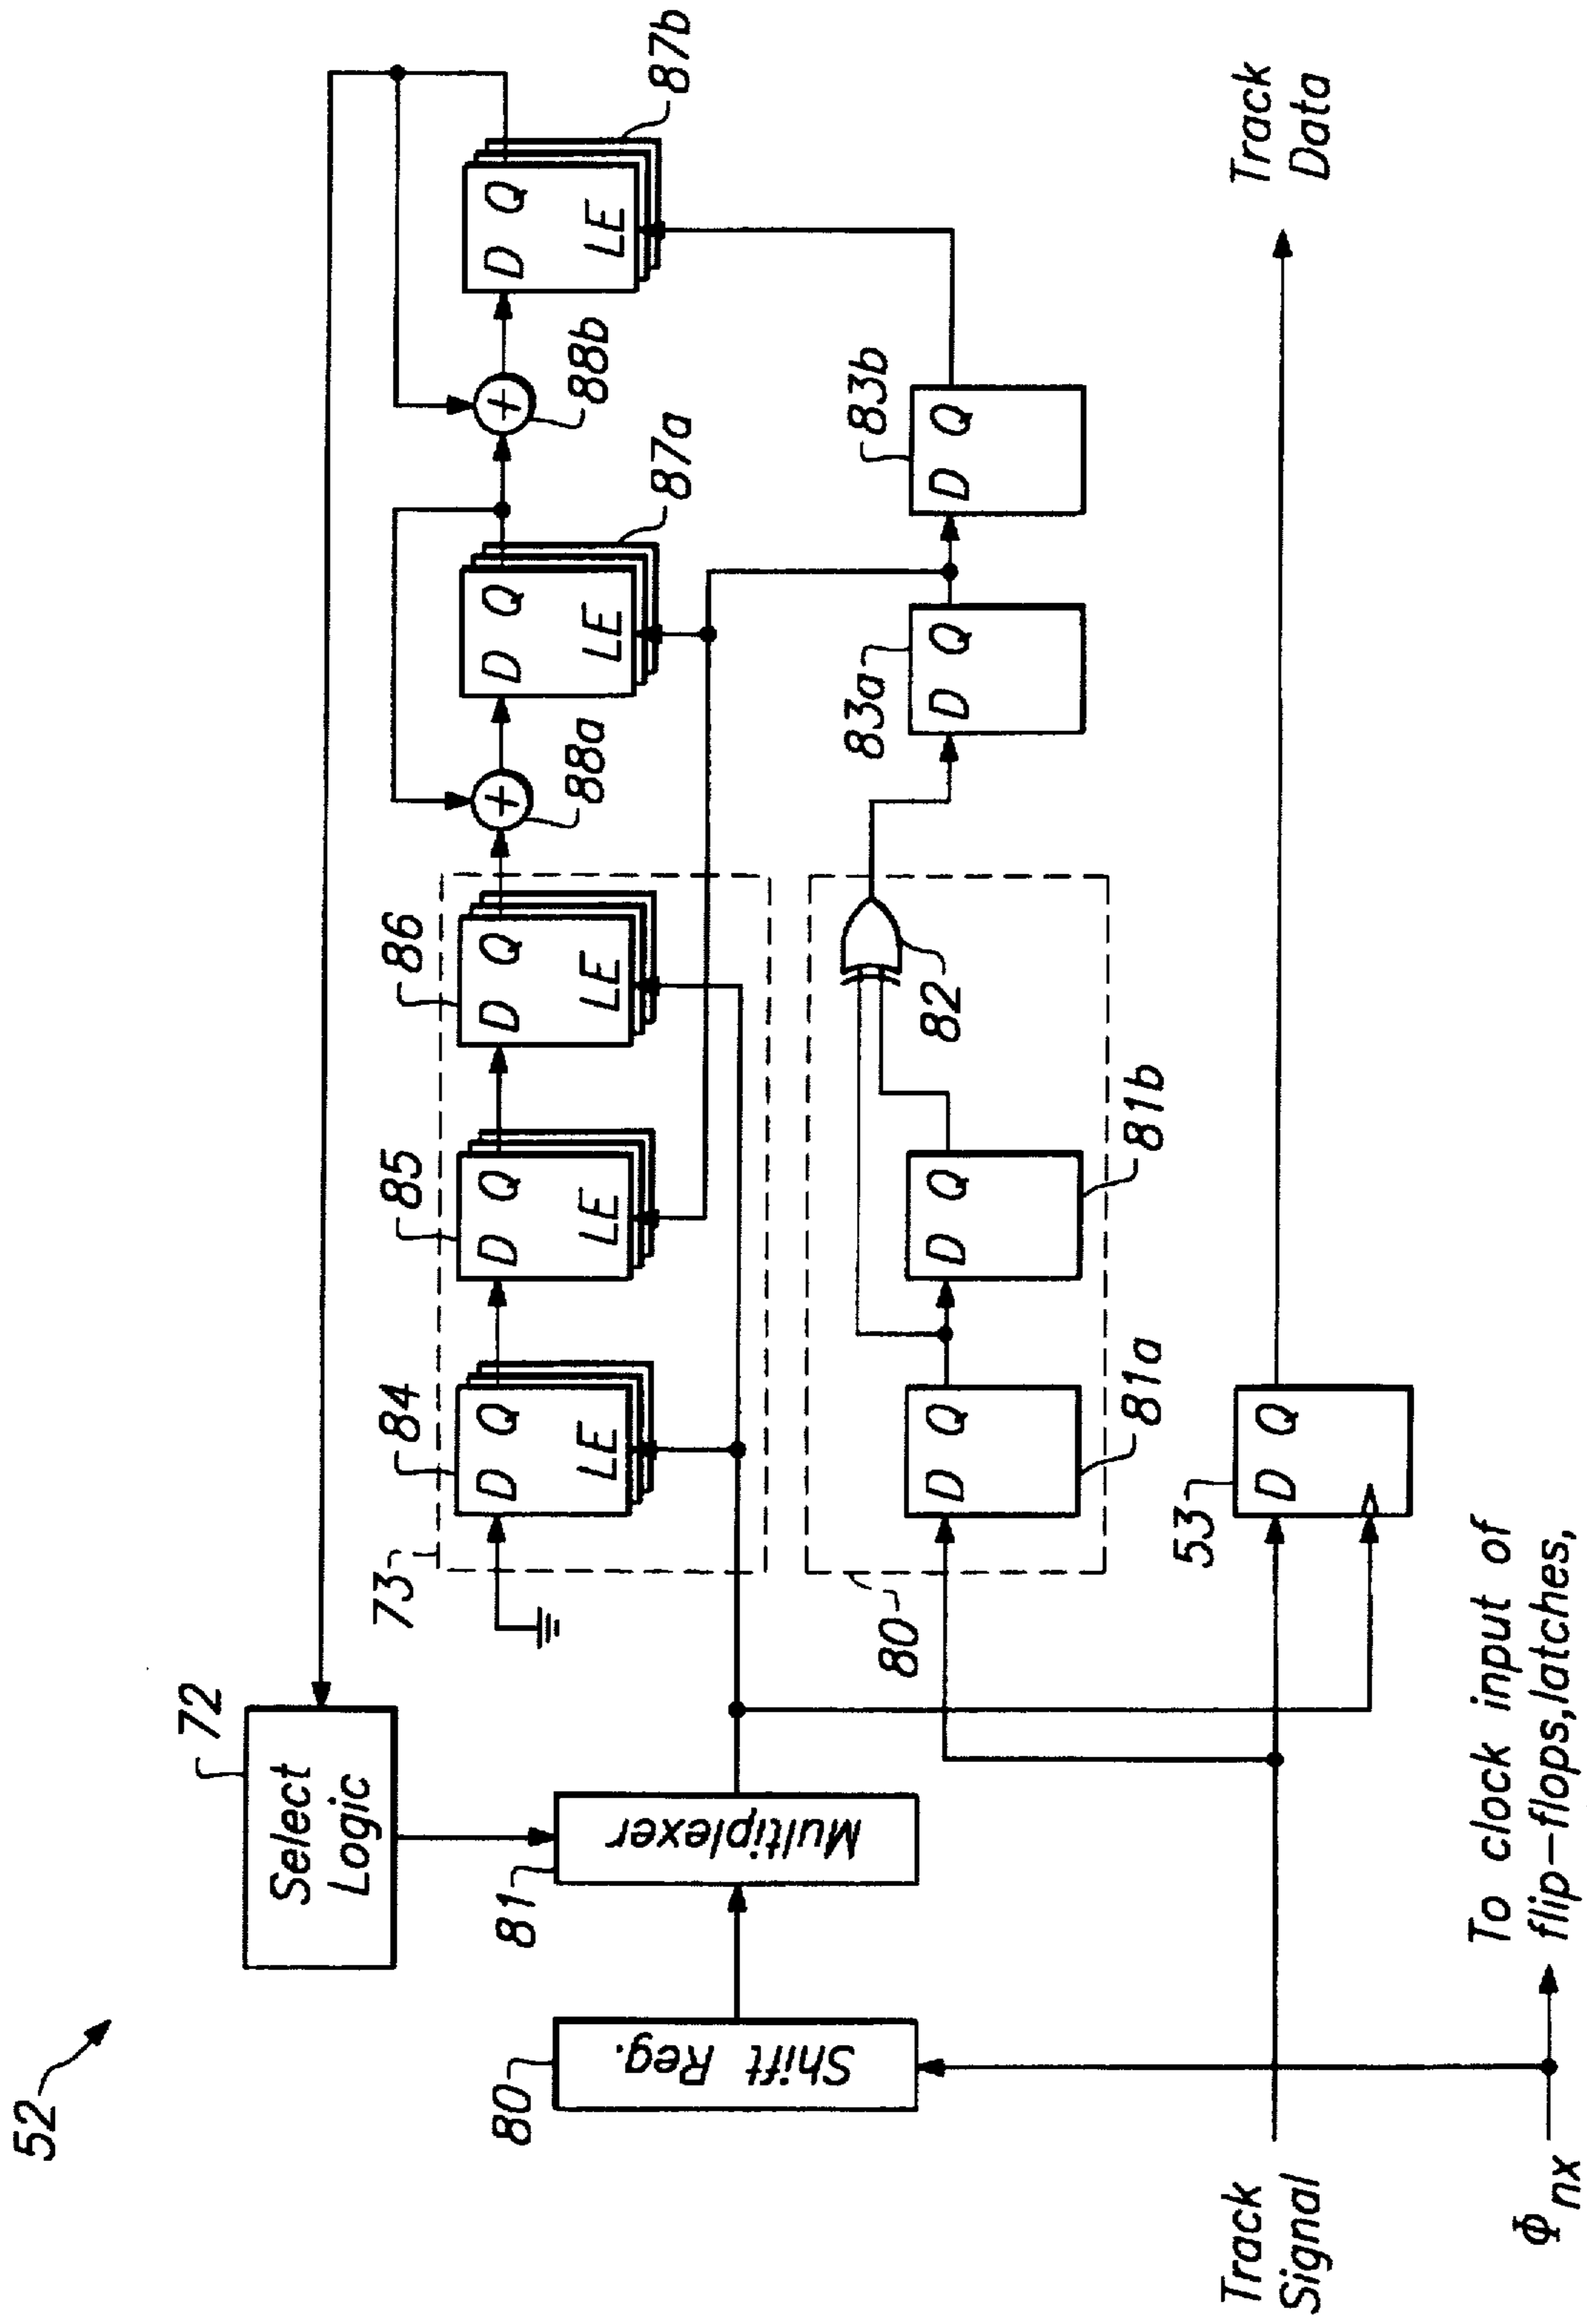 52
72
Select
Logic
73
84
D Q
LE
85
D Q
LE
86
D Q
LE
88a
D Q
LE
87a
88b
D Q
LE
87b
80
Shift Reg.
81
Multiplexer
80
D Q
81a
D Q
81b
82
83a
D Q
83b
D Q
53
D Q
Track
Signal
Track
Data
Φnx
To clock input of
flip-flops,latches,